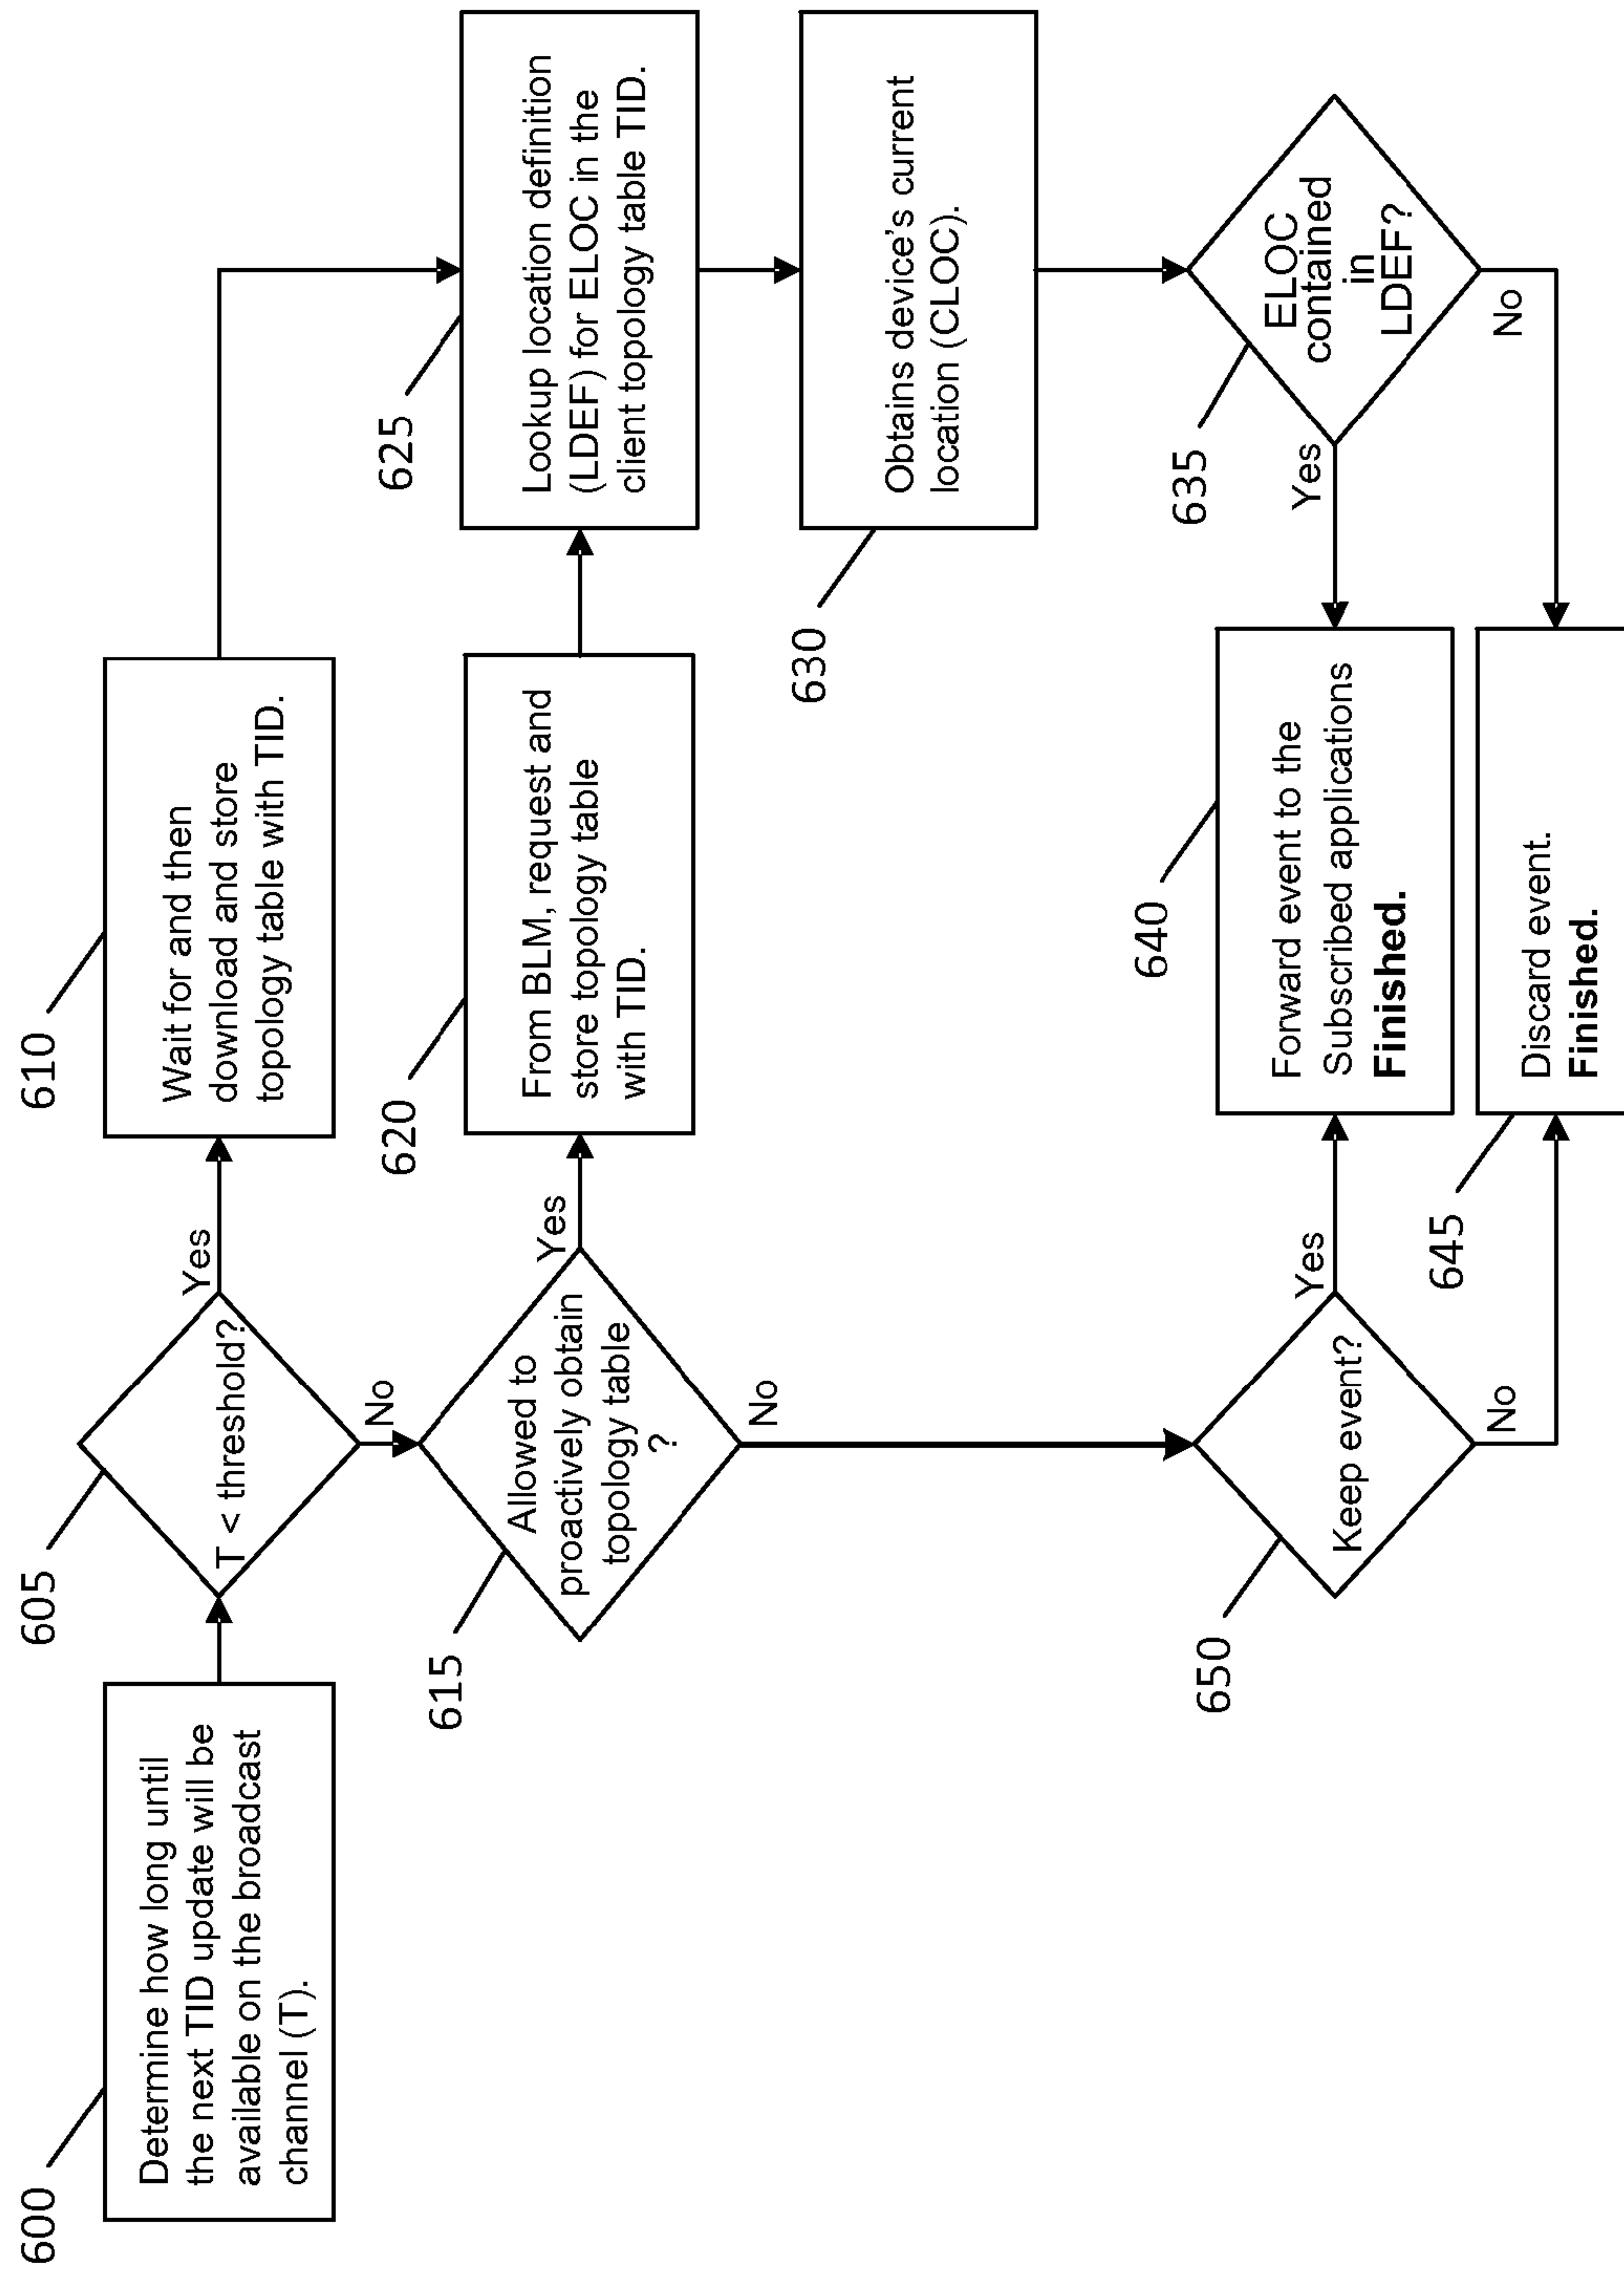 600
Determine how long until
the next TID update will be
available on the broadcast
channel (T).
605
T < threshold?
Yes
No
610
Wait for and then
download and store
topology table with TID.
615
Allowed to
proactively obtain
topology table
?
Yes
No
620
From BLM, request and
store topology table
with TID.
625
Lookup location definition
(LDEF) for ELOC in the
client topology table TID.
630
Obtains device's current
location (CLOC).
635
ELOC
contained
in
LDEF?
Yes
No
640
Forward event to the
Subscribed applications
Finished.
645
Discard event.
Finished.
650
Keep event?
Yes
No